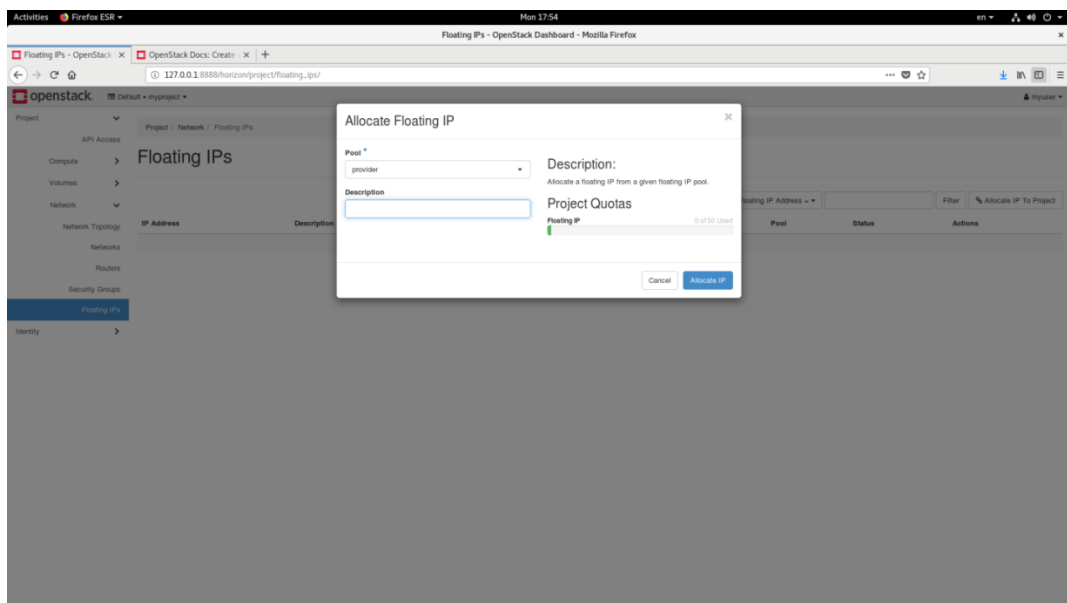 Activities Firefox ESR
Mon 17:54
en
Floating IPs - OpenStack Dashboard - Mozilla Firefox
Floating IPs - OpenStack
OpenStack Docs: Create
127.0.0.1:8888/horizon/project/floating_ips/
openstack.
Default • myproject
myuser
Project
API Access
Compute
Volumes
Network
Network Topology
Networks
Routers
Security Groups
Floating IPs
Identity
Project / Network / Floating IPs
Floating IPs
Floating IP Address
Filter
Allocate IP To Project
IP Address
Description
Pool
Status
Actions
Allocate Floating IP
Pool *
provider
Description
Description:
Allocate a floating IP from a given floating IP pool.
Project Quotas
Floating IP
0 of 50 Used
Cancel
Allocate IP